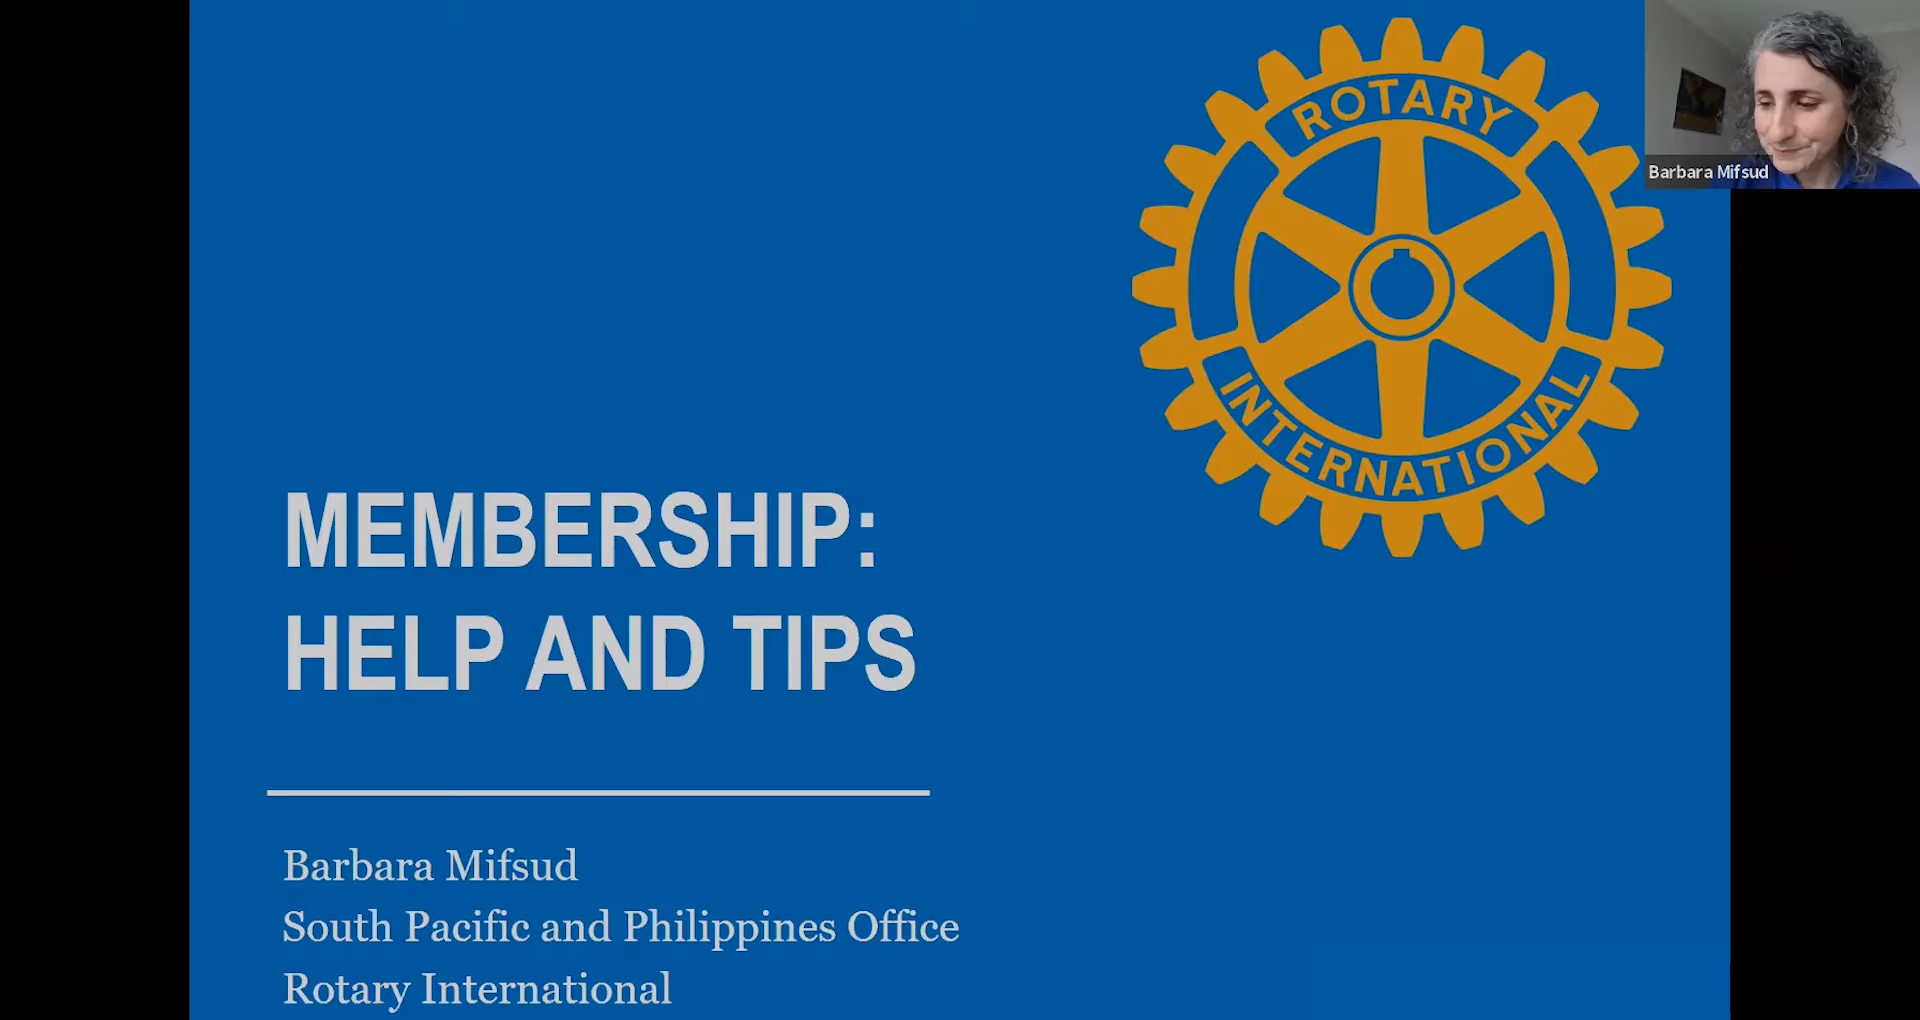 ROTARY
INTERNATIONAL
Barbara Mifsud
MEMBERSHIP:
HELP AND TIPS
Barbara Mifsud
South Pacific and Philippines Office
Rotary International